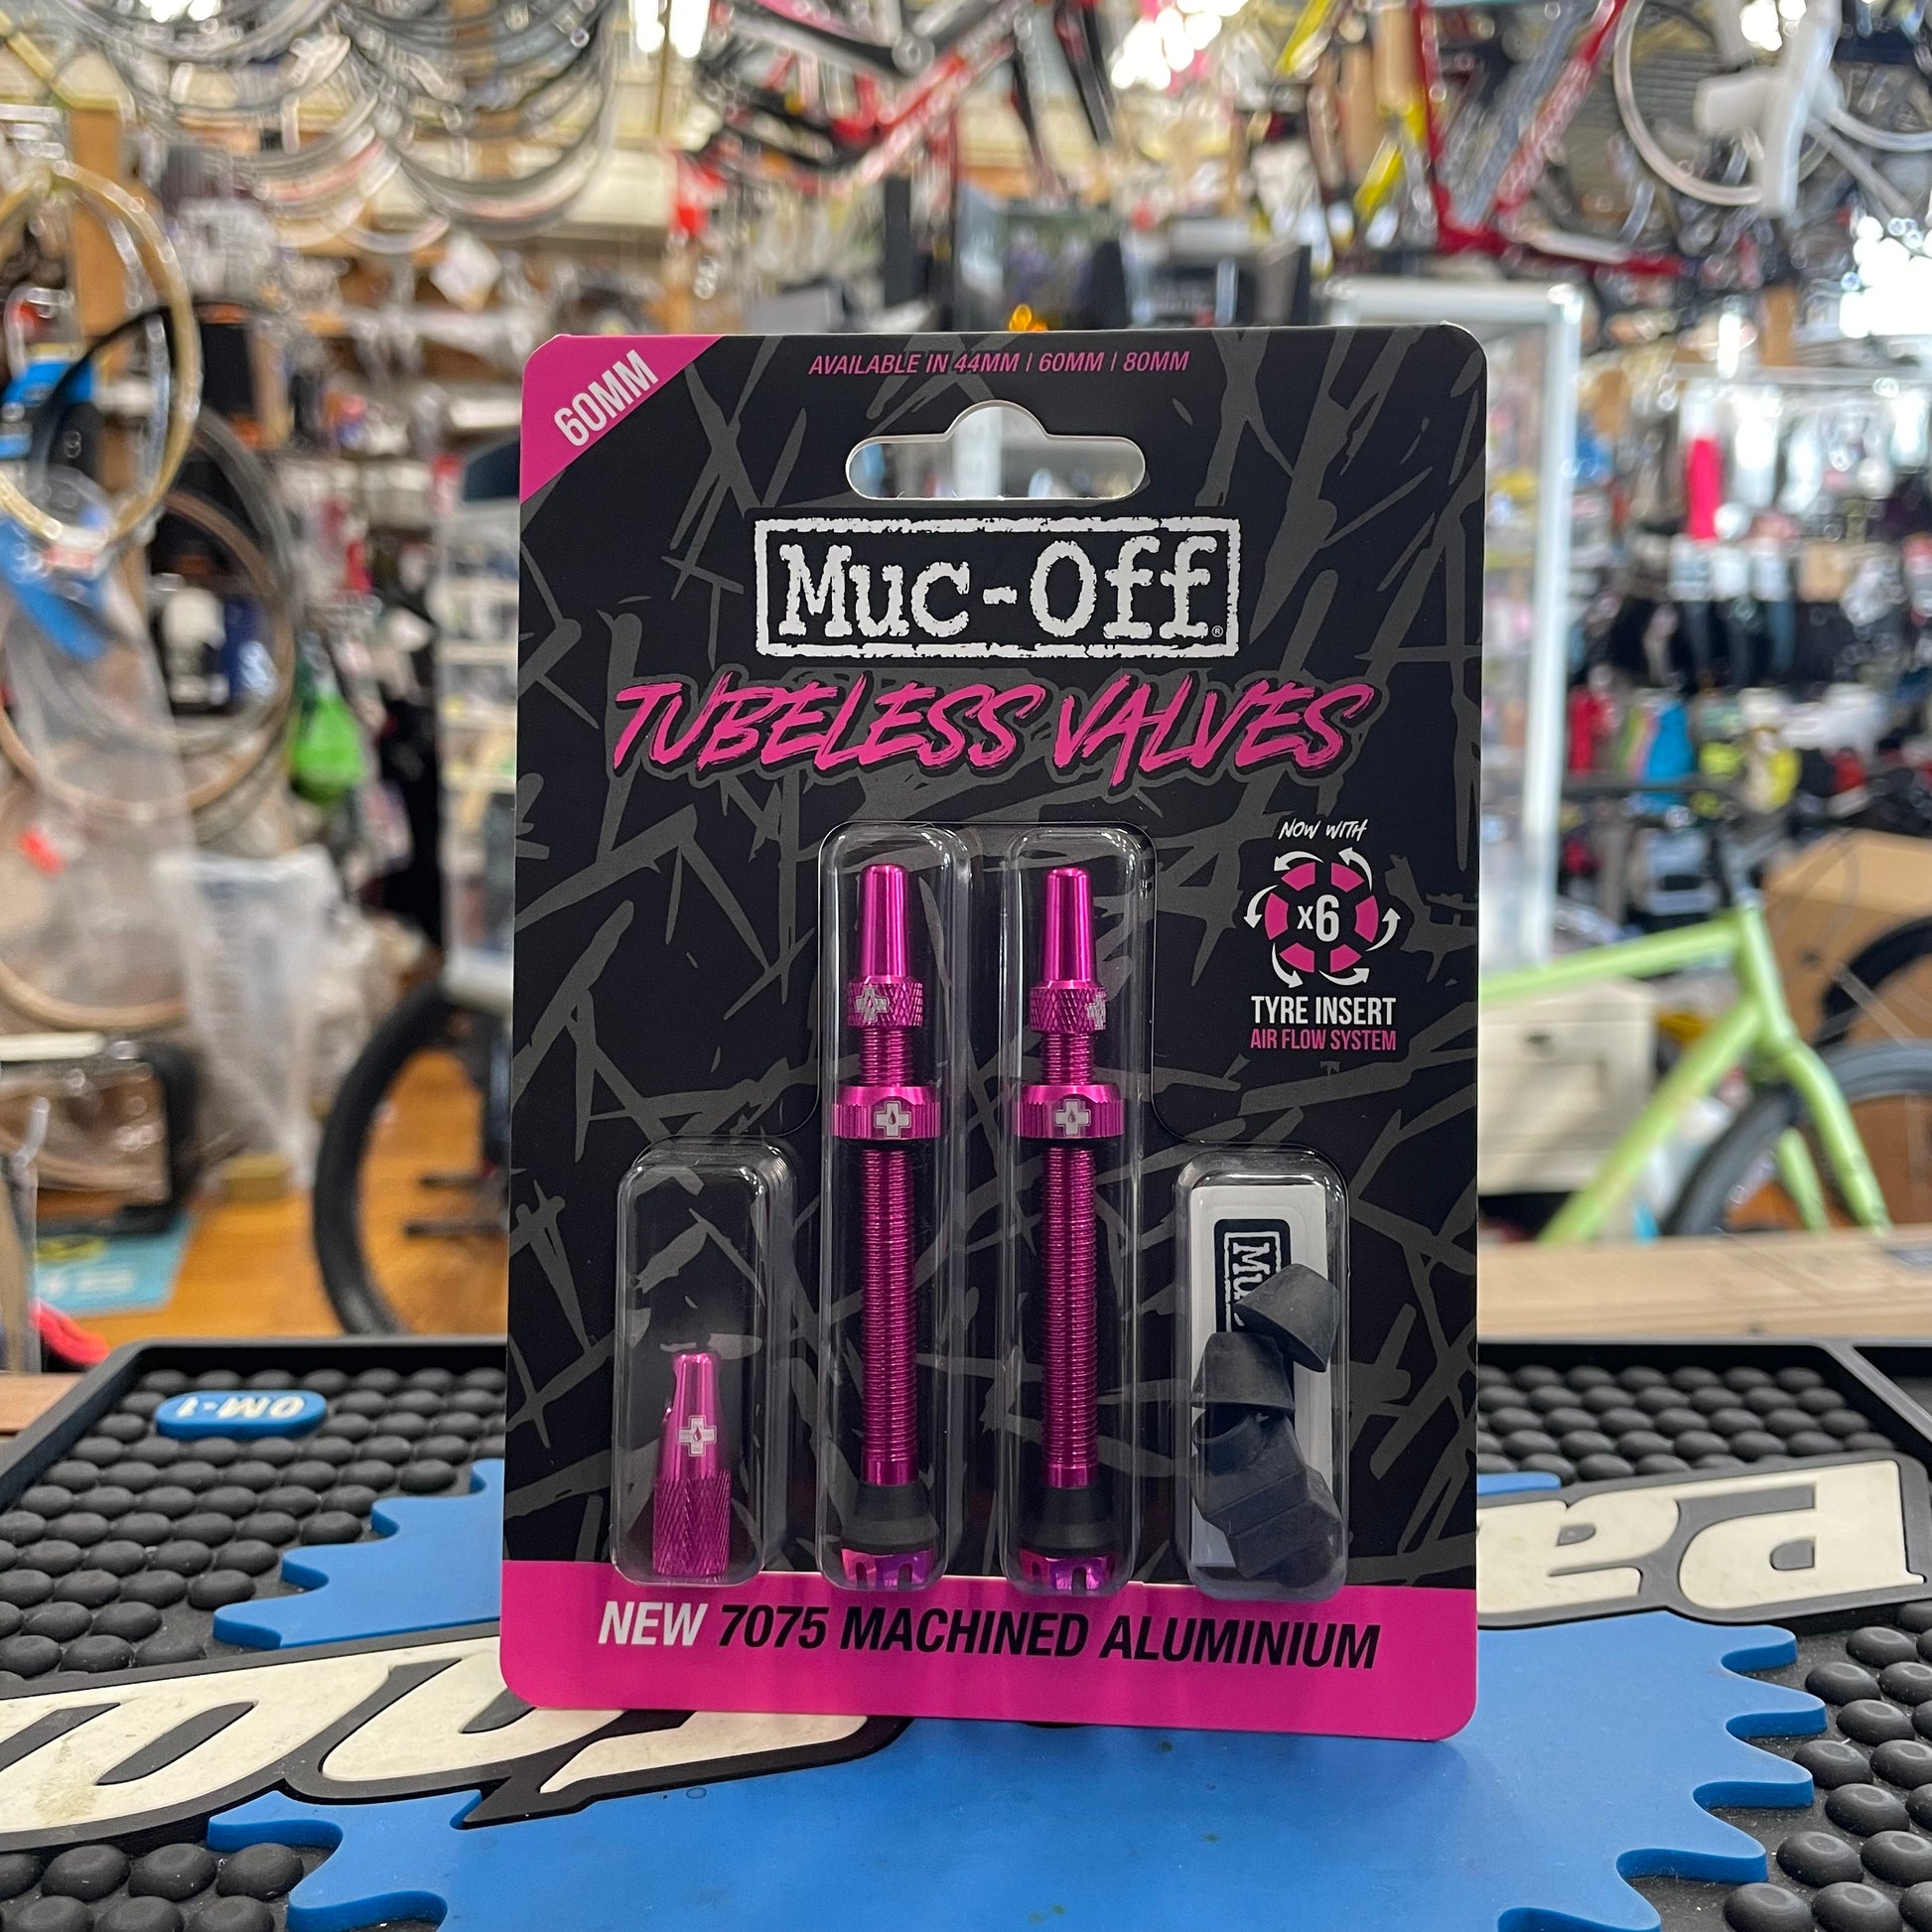 60MM
AVAILABLE IN 44MM | 60MM | 80MM
Muc-Off®
TUBELESS VALVES
NOW WITH
x6
TYRE INSERT
AIR FLOW SYSTEM
NEW 7075 MACHINED ALUMINIUM
OM-1